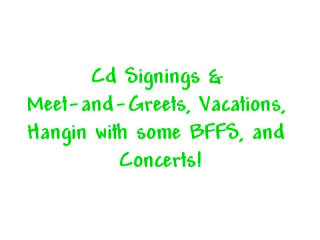 Cd Signings &
Meet-and-Greets, Vacations,
Hangin with some BFFS, and
Concerts!